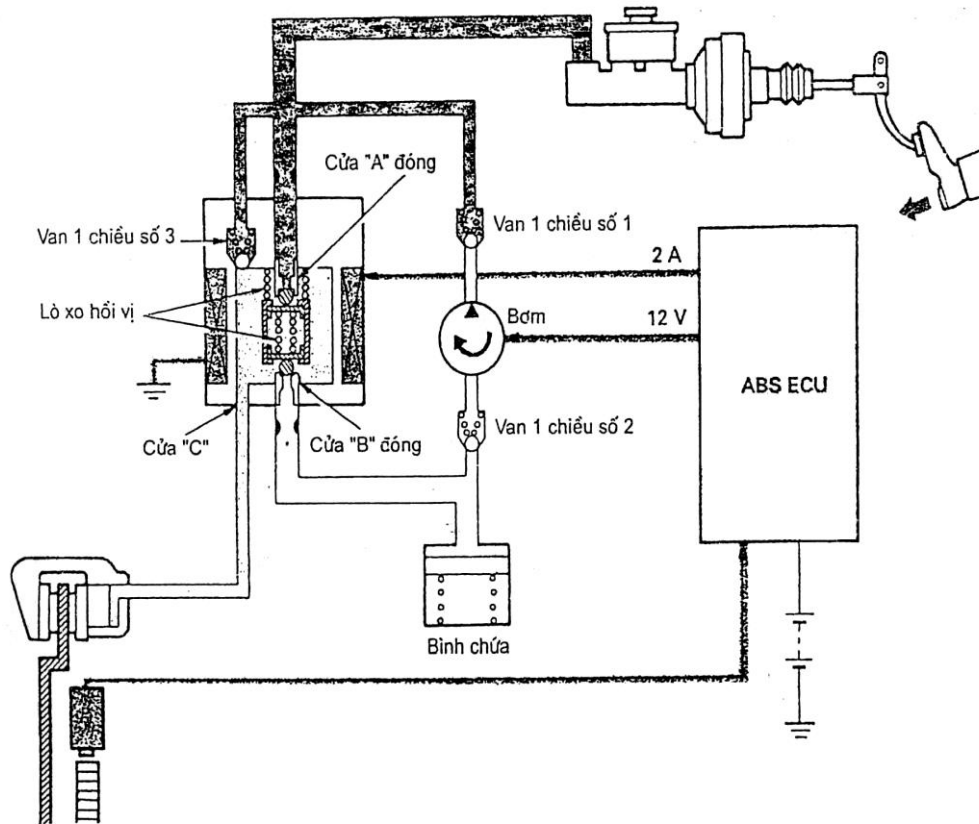 Cửa "A" đóng
Van 1 chiều số 3
Van 1 chiều số 1
2 A
Lò xo hồi vị
Bơm
12 V
ABS ECU
Cửa "C"
Cửa "B" đóng
Van 1 chiều số 2
Bình chứa